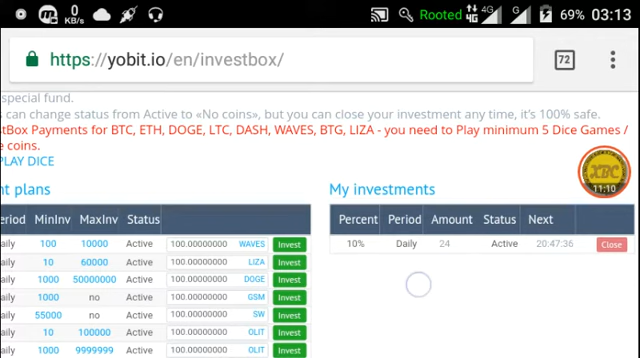 0
KB/s
Rooted 4G 4G G 69% 03:13
https://yobit.io/en/investbox/ 72
special fund.
s can change status from Active to «No coins», but you can close your investment any time, it's 100% safe.
stBox Payments for BTC, ETH, DOGE, LTC, DASH, WAVES, BTG, LIZA - you need to Play minimum 5 Dice Games /
e coins.
PLAY DICE
XBC
11:10
nt plans
eriod MinInv MaxInv Status
aily 100 10000 Active 100.00000000 WAVES Invest
aily 10 60000 Active 100.00000000 LIZA Invest
aily 1000 50000000 Active 100.00000000 DOGE Invest
aily 1000 no Active 100.00000000 GSM Invest
aily 55000 no Active 100.00000000 SW Invest
aily 10 100000 Active 100.00000000 OLIT Invest
aily 1000 9999999 Active 100.00000000 OLIT Invest
My investments
Percent Period Amount Status Next
10% Daily 24 Active 20:47:36 Close